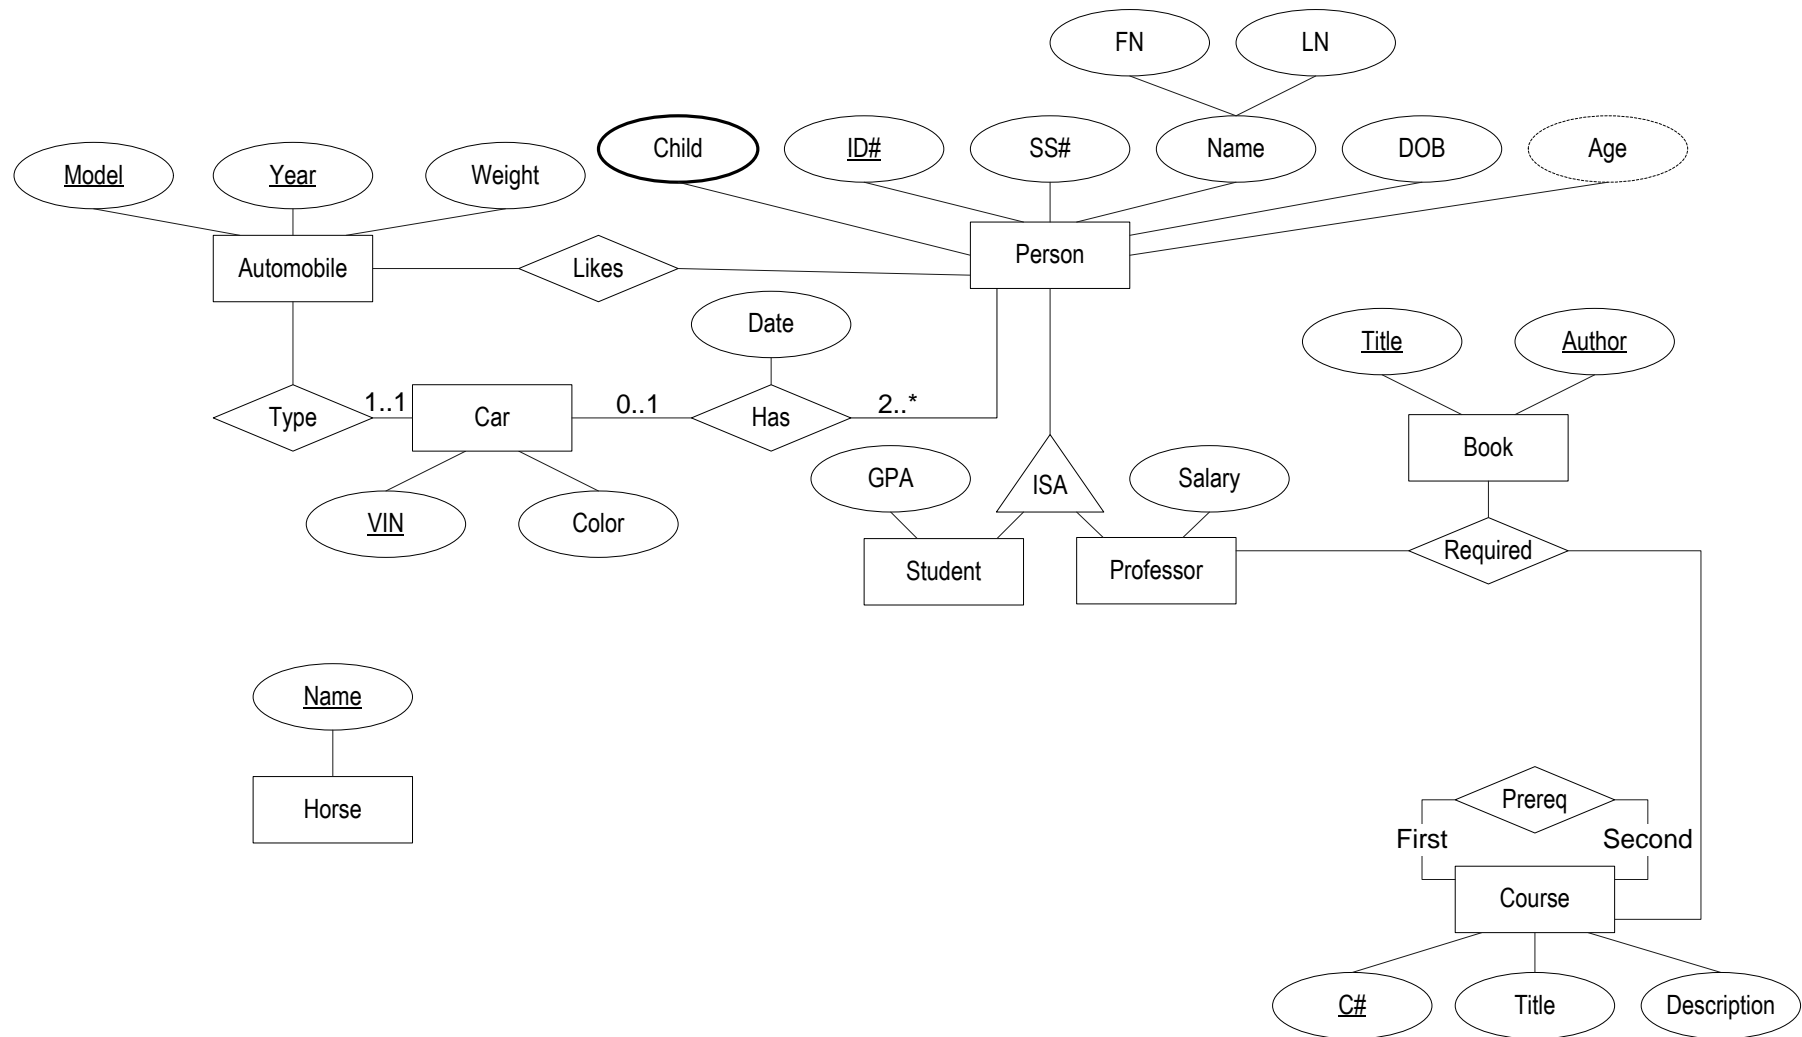 FN
LN
Child
ID#
SS#
Name
DOB
Age
Model
Year
Weight
Automobile
Likes
Person
Date
Title
Author
Type
1..1
Car
0..1
Has
2..*
Book
GPA
ISA
Salary
VIN
Color
Required
Student
Professor
Name
Horse
Prereq
First
Second
Course
C#
Title
Description